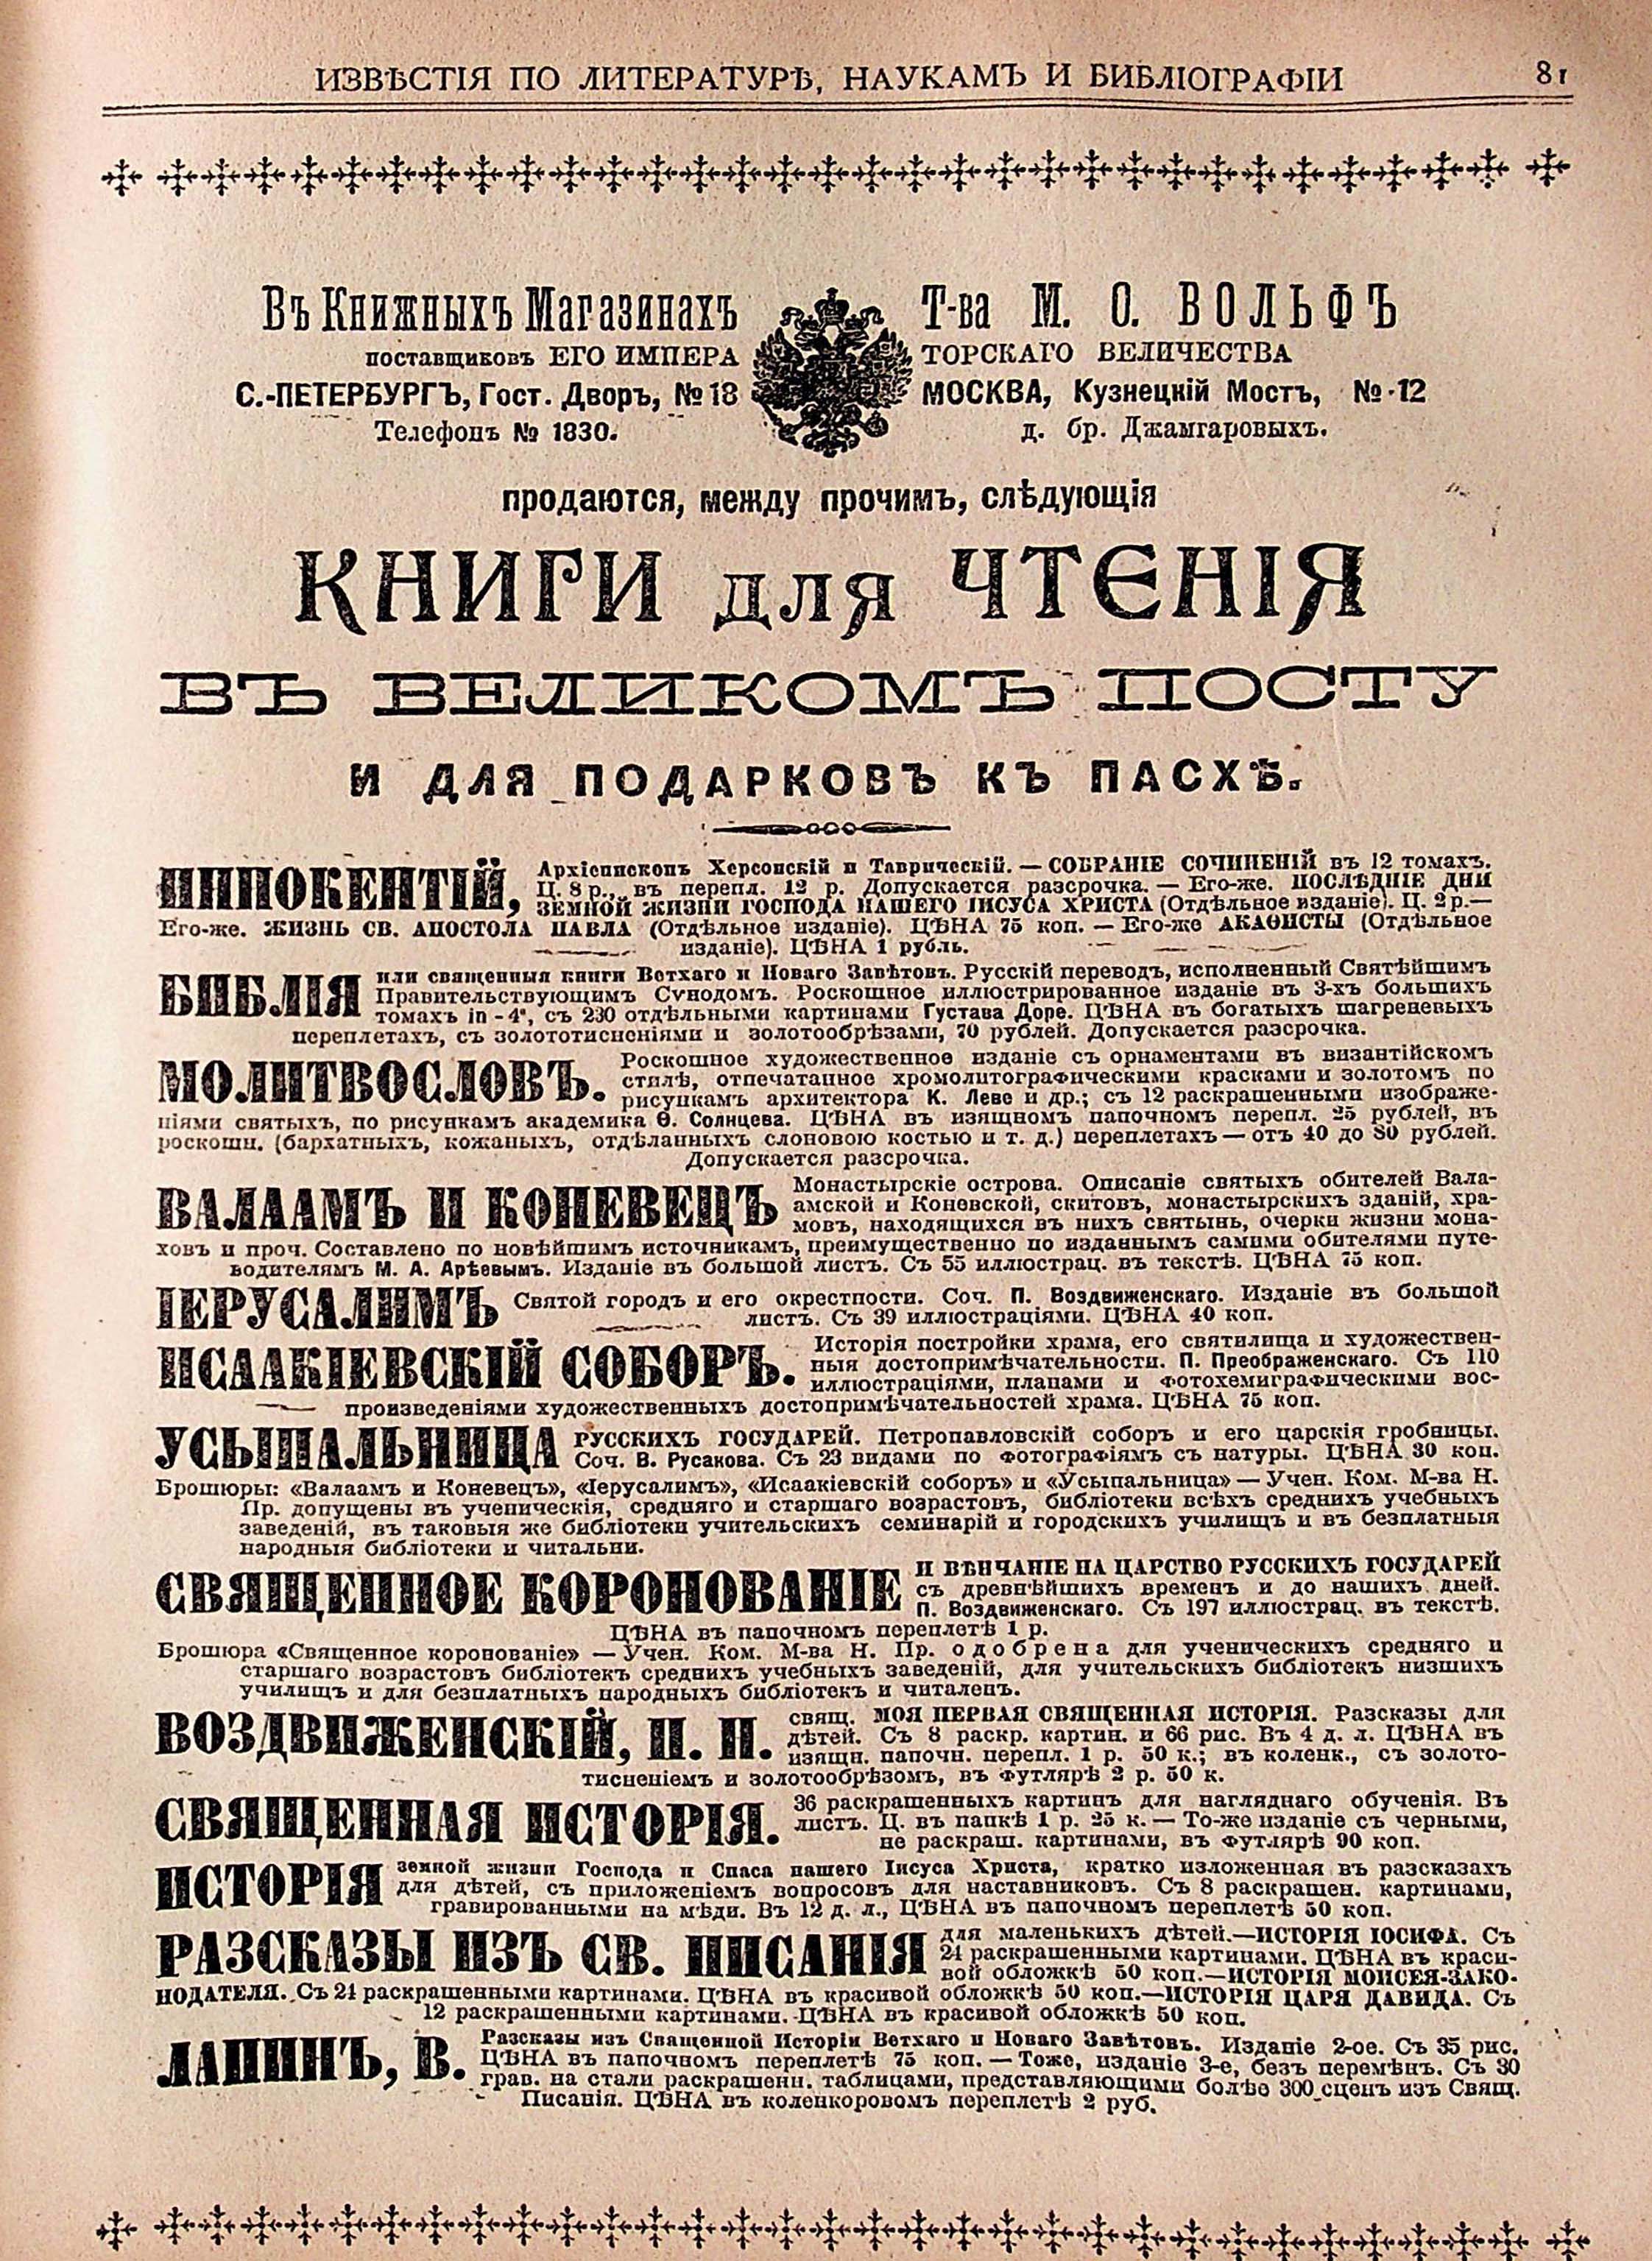 ИЗВѢСТІЯ ПО ЛИТЕРАТУРѢ, НАУКАМЪ И БИБЛІОГРАФІИ 81
Въ Книжныхъ Магазинахъ Т-ва М. О. ВОЛЬФЪ
поставщиковъ ЕГО ИМПЕРАТОРСКАГО ВЕЛИЧЕСТВА
С.-ПЕТЕРБУРГЪ, Гост. Дворъ, № 18 МОСКВА, Кузнецкій Мостъ, № 12
Телефонъ № 1830. д. бр. Джамгаровыхъ.
продаются, между прочимъ, слѣдующія
КНИГИ для ЧТЕНІЯ
ВЪ ВЕЛИКОМЪ ПОСТУ
И ДЛЯ ПОДАРКОВЪ КЪ ПАСХѢ.
ИННОКЕНТІЙ, Архіепископъ Херсонскій и Таврическій. — СОБРАНІЕ СОЧИНЕНІЙ въ 12 томахъ.
Ц. 8 р., въ перепл. 12 р. Допускается разсрочка. — Его-же. ПОСЛѢДНІЕ ДНИ
ЗЕМНОЙ ЖИЗНИ ГОСПОДА НАШЕГО ІИСУСА ХРИСТА (Отдѣльное изданіе). Ц. 2 р.—
Его-же. ЖИЗНЬ СВ. АПОСТОЛА ПАВЛА (Отдѣльное изданіе). ЦѢНА 75 коп. — Его-же АКАѲИСТЫ (Отдѣльное
изданіе). ЦѢНА 1 рубль.
БИБЛІЯ или священныя книги Ветхаго и Новаго Завѣтовъ. Русскій переводъ, исполненный Святѣйшимъ
Правительствующимъ Сѵнодомъ. Роскошное иллюстрированное изданіе въ 3-хъ большихъ
томахъ in - 4°, съ 230 отдѣльными картинами Густава Доре. ЦѢНА въ богатыхъ шагреневыхъ
переплетахъ, съ золототисненіями и золотообрѣзами, 70 рублей. Допускается разсрочка.
МОЛИТВОСЛОВЪ. Роскошное художественное изданіе съ орнаментами въ византійскомъ
стилѣ, отпечатанное хромолитографическими красками и золотомъ по
рисункамъ архитектора К. Леве и др.; съ 12 раскрашенными изображе-
ніями святыхъ, по рисункамъ академика Ѳ. Солнцева. ЦѢНА въ изящномъ папочномъ перепл. 25 рублей, въ
роскошн. (бархатныхъ, кожаныхъ, отдѣланныхъ слоновою костью и т. д.) переплетахъ — отъ 40 до 80 рублей.
Допускается разсрочка.
ВАЛААМЪ И КОНЕВЕЦЪ Монастырскіе острова. Описаніе святыхъ обителей Вала-
амской и Коневской, скитовъ, монастырскихъ зданій, хра-
мовъ, находящихся въ нихъ святынь, очерки жизни мона-
ховъ и проч. Составлено по новѣйшимъ источникамъ, преимущественно по изданнымъ самими обителями путе-
водителямъ М. А. Арѣевымъ. Изданіе въ большой листъ. Съ 55 иллюстрац. въ текстѣ. ЦѢНА 75 коп.
ІЕРУСАЛИМЪ Святой городъ и его окрестности. Соч. П. Воздвиженскаго. Изданіе въ большой
листъ. Съ 39 иллюстраціями. ЦѢНА 40 коп.
ИСААКІЕВСКІЙ СОБОРЪ. Исторія постройки храма, его святилища и художествен-
ныя достопримѣчательности. П. Преображенскаго. Съ 110
иллюстраціями, планами и фотохемиграфическими вос-
произведеніями художественныхъ достопримѣчательностей храма. ЦѢНА 75 коп.
УСЫПАЛЬНИЦА РУССКИХЪ ГОСУДАРЕЙ. Петропавловскій соборъ и его царскія гробницы.
Соч. В. Русакова. Съ 23 видами по фотографіямъ съ натуры. ЦѢНА 30 коп.
Брошюры: «Валаамъ и Коневецъ», «Іерусалимъ», «Исаакіевскій соборъ» и «Усыпальница» — Учен. Ком. М-ва Н.
Пр. допущены въ ученическія, средняго и старшаго возрастовъ, библіотеки всѣхъ среднихъ учебныхъ
заведеній, въ таковыя же библіотеки учительскихъ семинарій и городскихъ училищъ и въ безплатныя
народныя библіотеки и читальни.
СВЯЩЕННОЕ КОРОНОВАНІЕ И ВѢНЧАНІЕ НА ЦАРСТВО РУССКИХЪ ГОСУДАРЕЙ
съ древнѣйшихъ временъ и до нашихъ дней.
П. Воздвиженскаго. Съ 197 иллюстрац. въ текстѣ.
ЦѢНА въ папочномъ переплетѣ 1 р.
Брошюра «Священное коронованіе» — Учен. Ком. М-ва Н. Пр. одобрена для ученическихъ средняго и
старшаго возрастовъ библіотекъ среднихъ учебныхъ заведеній, для учительскихъ библіотекъ низшихъ
училищъ и для безплатныхъ народныхъ библіотекъ и читаленъ.
ВОЗДВИЖЕНСКІЙ, П. Н. свящ. МОЯ ПЕРВАЯ СВЯЩЕННАЯ ИСТОРІЯ. Разсказы для
дѣтей. Съ 8 раскр. картин. и 66 рис. Въ 4 д. л. ЦѢНА въ
изящн. папочн. перепл. 1 р. 50 к.; въ коленк., съ золото-
тисненіемъ и золотообрѣзомъ, въ футлярѣ 2 р. 50 к.
СВЯЩЕННАЯ ИСТОРІЯ. 36 раскрашенныхъ картинъ для нагляднаго обученія. Въ
листъ. Ц. въ папкѣ 1 р. 25 к. — То-же изданіе съ черными,
не раскраш. картинами, въ футлярѣ 90 коп.
ИСТОРІЯ земной жизни Господа и Спаса нашего Іисуса Христа, кратко изложенная въ разсказахъ
для дѣтей, съ приложеніемъ вопросовъ для наставниковъ. Съ 8 раскрашен. картинами,
гравированными на мѣди. Въ 12 д. л., ЦѢНА въ папочномъ переплетѣ 50 коп.
РАЗСКАЗЫ ИЗЪ СВ. ПИСАНІЯ для маленькихъ дѣтей.—ИСТОРІЯ ІОСИФА. Съ
24 раскрашенными картинами. ЦѢНА въ краси-
вой обложкѣ 50 коп.—ИСТОРІЯ МОИСЕЯ-ЗАКО-
НОДАТЕЛЯ. Съ 24 раскрашенными картинами. ЦѢНА въ красивой обложкѣ 50 коп.—ИСТОРІЯ ЦАРЯ ДАВИДА. Съ
12 раскрашенными картинами. ЦѢНА въ красивой обложкѣ 50 коп.
ЛАПИНЪ, В. Разсказы изъ Священной Исторіи Ветхаго и Новаго Завѣтовъ. Изданіе 2-ое. Съ 35 рис.
ЦѢНА въ папочномъ переплетѣ 75 коп. — Тоже, изданіе 3-е, безъ перемѣнъ. Съ 30
грав. на стали раскрашенн. таблицами, представляющими болѣе 300 сценъ изъ Свящ.
Писанія. ЦѢНА въ коленкоровомъ переплетѣ 2 руб.